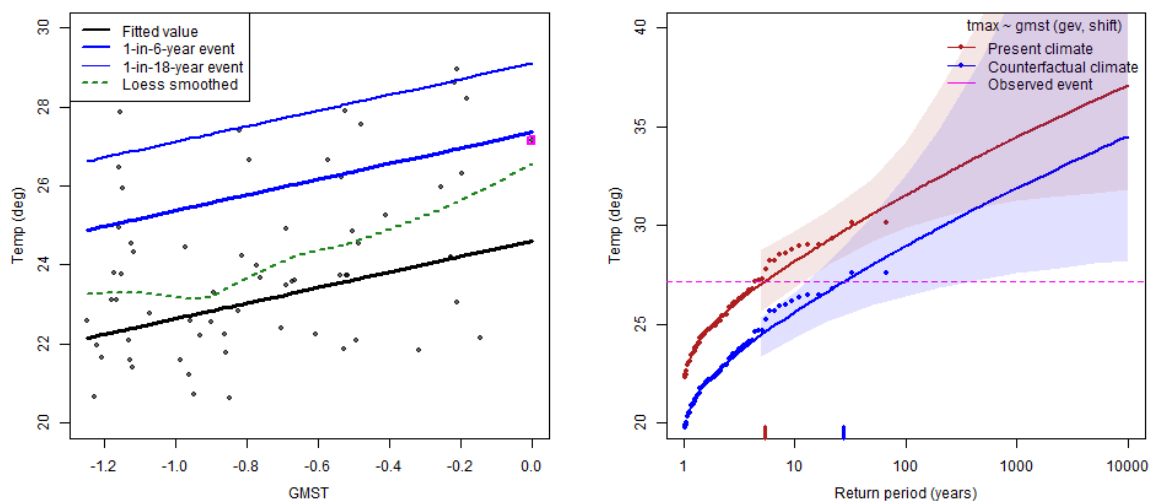 Fitted value
1-in-6-year event
1-in-18-year event
Loess smoothed
30
28
26
24
22
20
Temp (deg)
-1.2
-1.0
-0.8
-0.6
-0.4
-0.2
0.0
GMST
tmax ~ gmst (gev, shift)
Present climate
Counterfactual climate
Observed event
40
35
30
25
20
Temp (deg)
1
10
100
1000
10000
Return period (years)